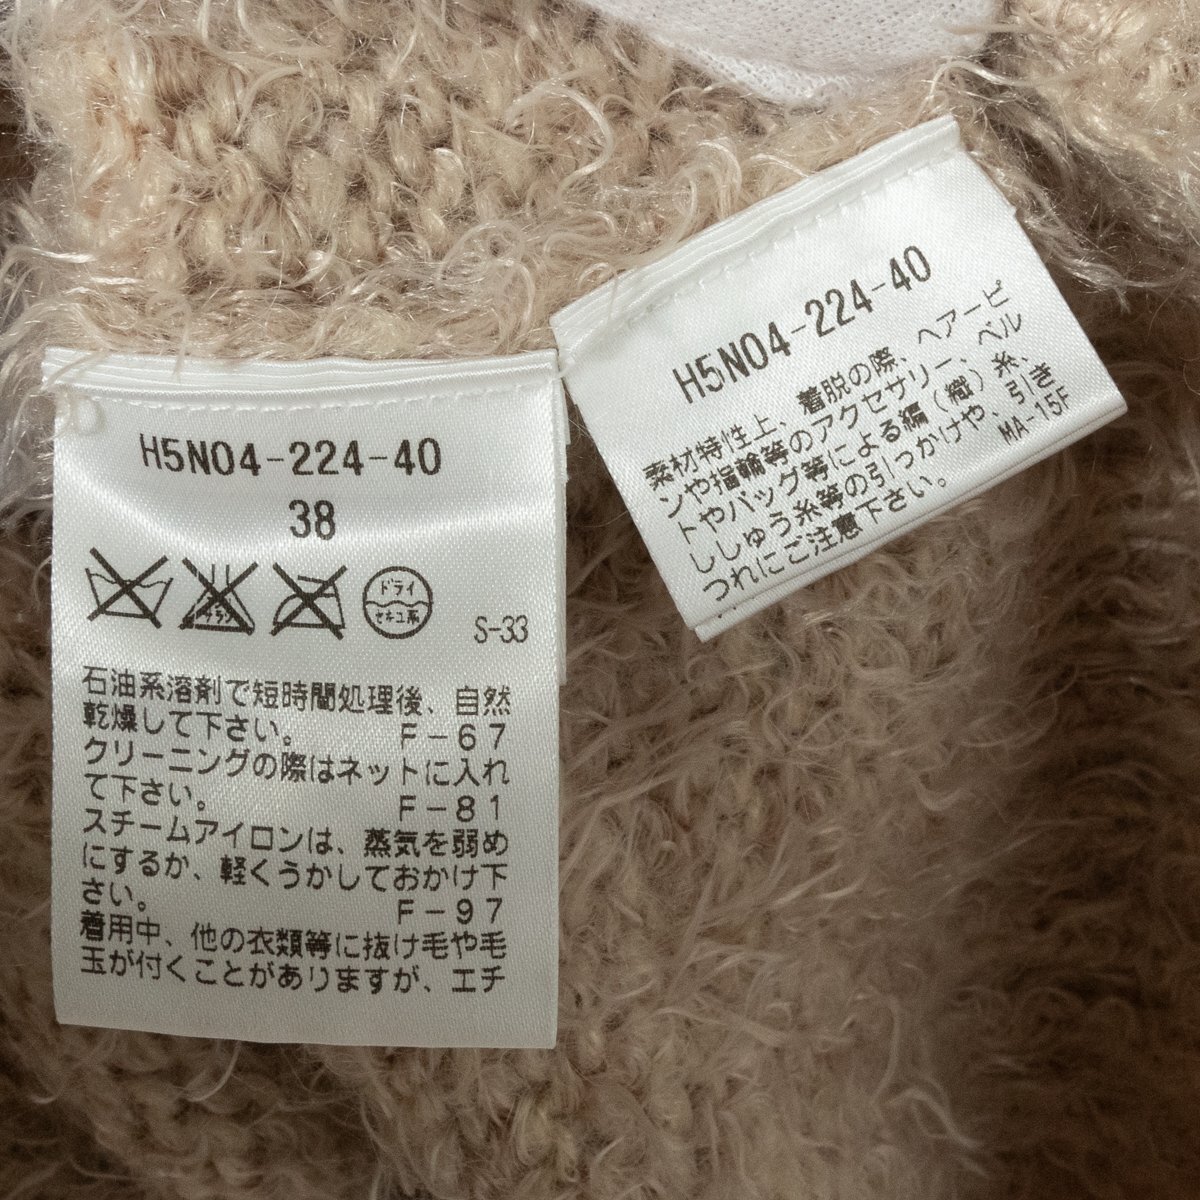 H5N04-224-40
38
サラシ
ドライ
セキユ系
S-33
石油系溶剤で短時間処理後、自然
乾燥して下さい。 F-67
クリーニングの際はネットに入れ
て下さい。 F-81
スチームアイロンは、蒸気を弱め
にするか、軽くうかしておかけ下
さい。 F-97
着用中、他の衣類等に抜け毛や毛
玉が付くことがありますが、エチ
H5N04-224-40
素材特性上、着脱の際、ヘアーピ
ンや指輪等のアクセサリー、ベル
トやバッグ等による編（織）糸、
ししゅう糸等の引っかけや、引き
つれにご注意下さい。 MA-15F